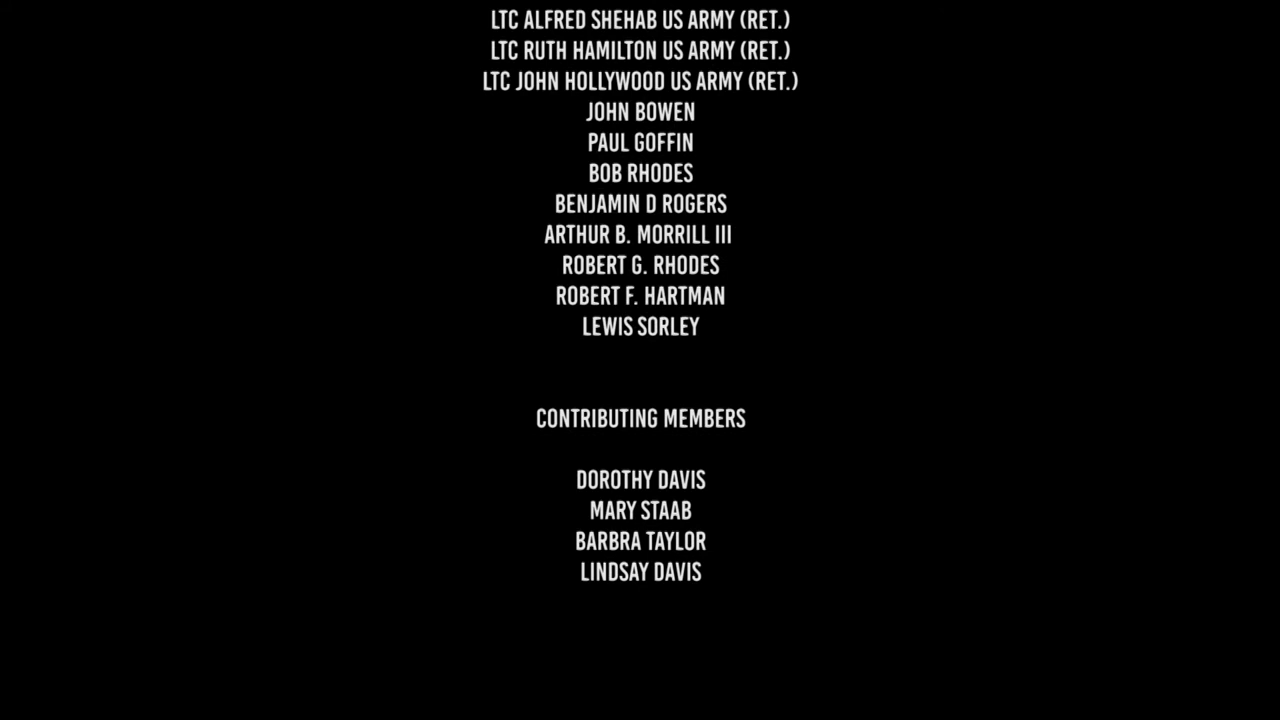 LTC ALFRED SHEHAB US ARMY (RET.)
LTC RUTH HAMILTON US ARMY (RET.)
LTC JOHN HOLLYWOOD US ARMY (RET.)
JOHN BOWEN
PAUL GOFFIN
BOB RHODES
BENJAMIN D ROGERS
ARTHUR B. MORRILL III
ROBERT G. RHODES
ROBERT F. HARTMAN
LEWIS SORLEY
CONTRIBUTING MEMBERS
DOROTHY DAVIS
MARY STAAB
BARBRA TAYLOR
LINDSAY DAVIS